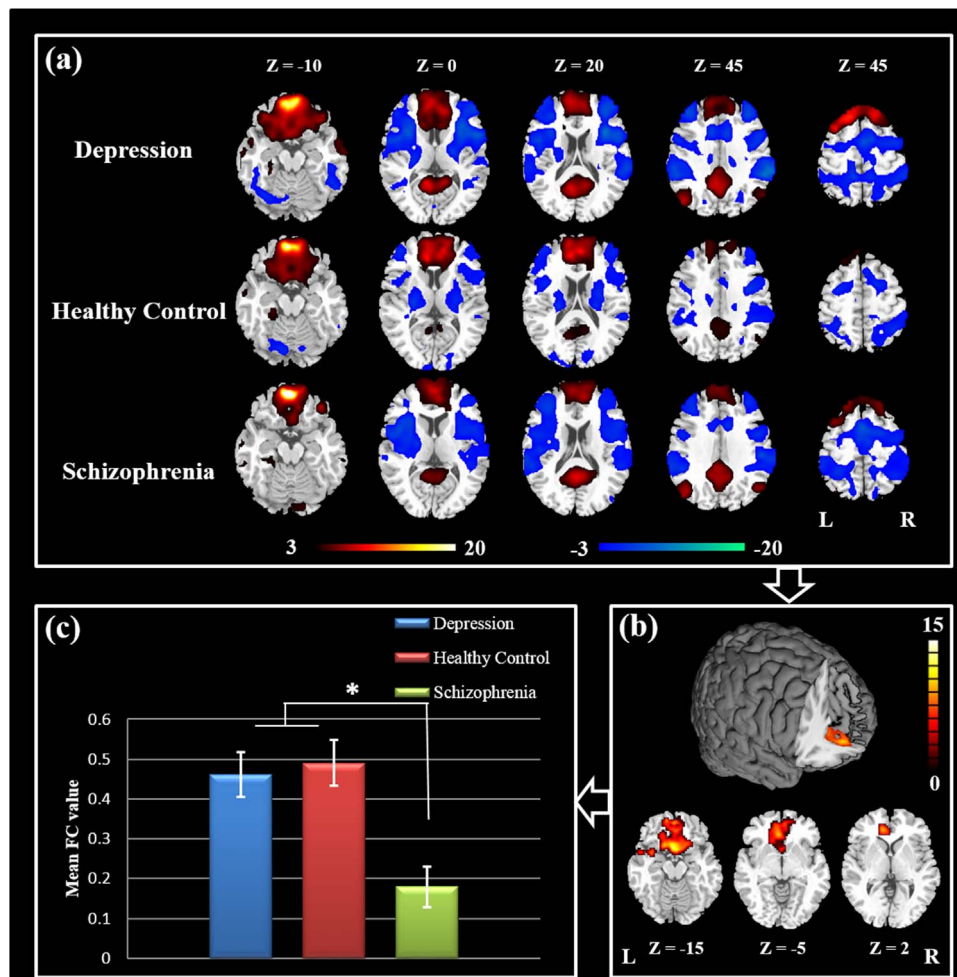 (a)
Z = -10 Z = 0 Z = 20 Z = 45 Z = 45
Depression
Healthy Control
Schizophrenia
L R
3 20 -3 -20
(c)
Depression
Healthy Control
Schizophrenia
*
0.6
0.5
0.4
0.3
0.2
0.1
0
Mean FC value
(b)
15
0
Z = -15 Z = -5 Z = 2
L R